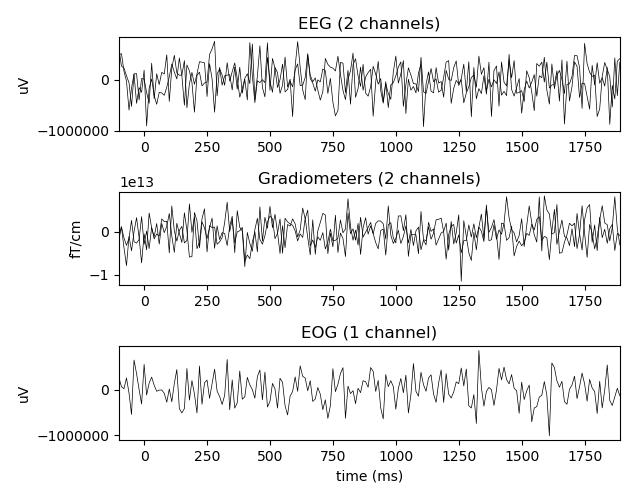 EEG (2 channels)
uV
0
−1000000
0 250 500 750 1000 1250 1500 1750
1e13
Gradiometers (2 channels)
fT/cm
0
−1
0 250 500 750 1000 1250 1500 1750
EOG (1 channel)
uV
0
−1000000
0 250 500 750 1000 1250 1500 1750
time (ms)